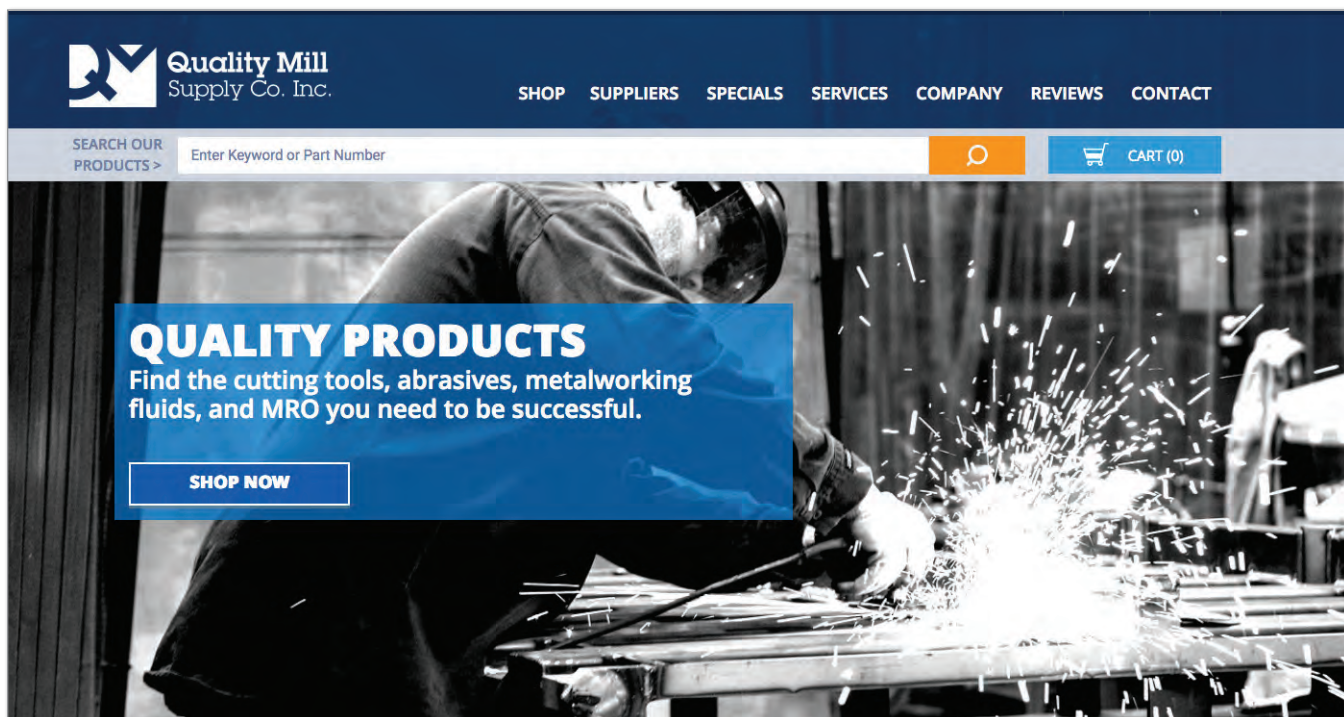 QM
Quality Mill
Supply Co. Inc.
SHOP SUPPLIERS SPECIALS SERVICES COMPANY REVIEWS CONTACT
SEARCH OUR
PRODUCTS >
Enter Keyword or Part Number
CART (0)
QUALITY PRODUCTS
Find the cutting tools, abrasives, metalworking
fluids, and MRO you need to be successful.
SHOP NOW